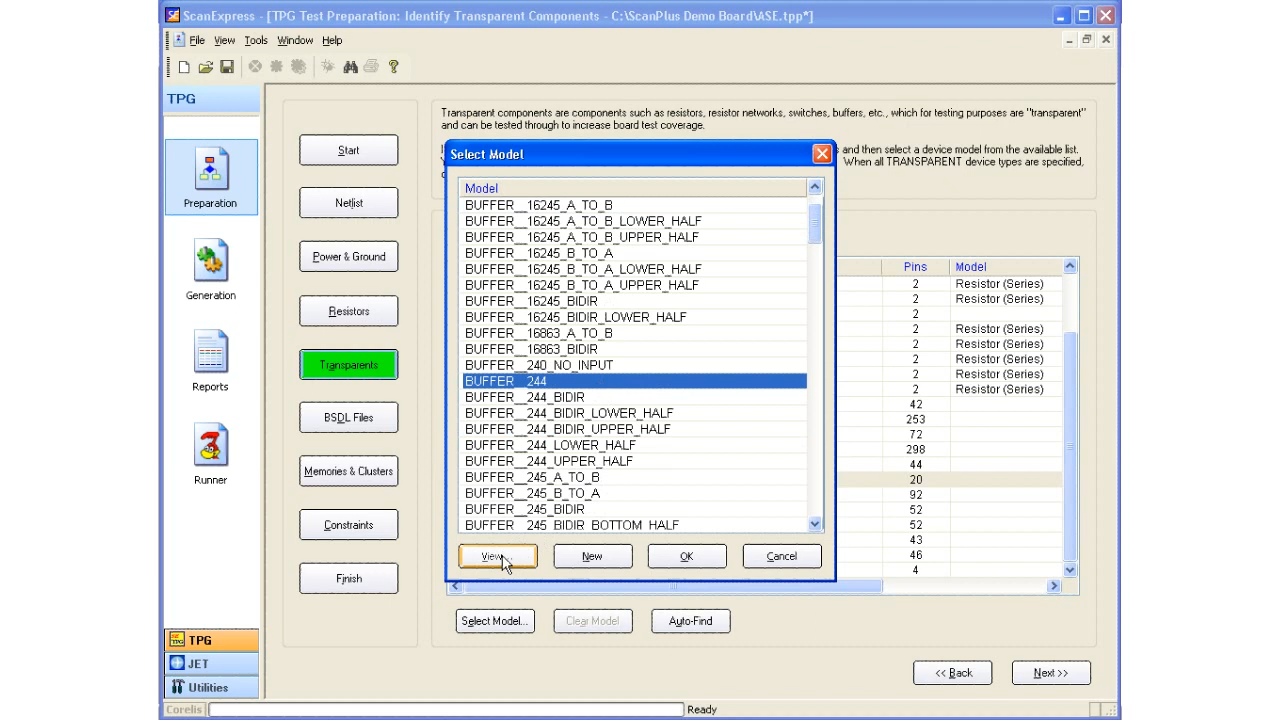 ScanExpress - [TPG Test Preparation: Identify Transparent Components - C:\ScanPlus Demo Board\ASE.tpp*]
File View Tools Window Help
TPG
Preparation
Generation
Reports
Runner
TPG
JET
Utilities
Start
Netlist
Power & Ground
Resistors
Transparents
BSDL Files
Memories & Clusters
Constraints
Finish
Transparent components are components such as resistors, resistor networks, switches, buffers, etc., which for testing purposes are "transparent"
and can be tested through to increase board test coverage.
and then select a device model from the available list.
When all TRANSPARENT device types are specified,
Select Model
Model
BUFFER__16245_A_TO_B
BUFFER__16245_A_TO_B_LOWER_HALF
BUFFER__16245_A_TO_B_UPPER_HALF
BUFFER__16245_B_TO_A
BUFFER__16245_B_TO_A_LOWER_HALF
BUFFER__16245_B_TO_A_UPPER_HALF
BUFFER__16245_BIDIR
BUFFER__16245_BIDIR_LOWER_HALF
BUFFER__16863_A_TO_B
BUFFER__16863_BIDIR
BUFFER__240_NO_INPUT
BUFFER__244
BUFFER__244_BIDIR
BUFFER__244_BIDIR_LOWER_HALF
BUFFER__244_BIDIR_UPPER_HALF
BUFFER__244_LOWER_HALF
BUFFER__244_UPPER_HALF
BUFFER__245_A_TO_B
BUFFER__245_B_TO_A
BUFFER__245_BIDIR
BUFFER__245_BIDIR_BOTTOM_HALF
View... New OK Cancel
Pins Model
2 Resistor (Series)
2 Resistor (Series)
2
2 Resistor (Series)
2 Resistor (Series)
2 Resistor (Series)
2 Resistor (Series)
2 Resistor (Series)
42
253
72
298
44
20
92
52
52
43
46
4
Select Model... Clear Model Auto-Find
<< Back Next >>
Corelis Ready